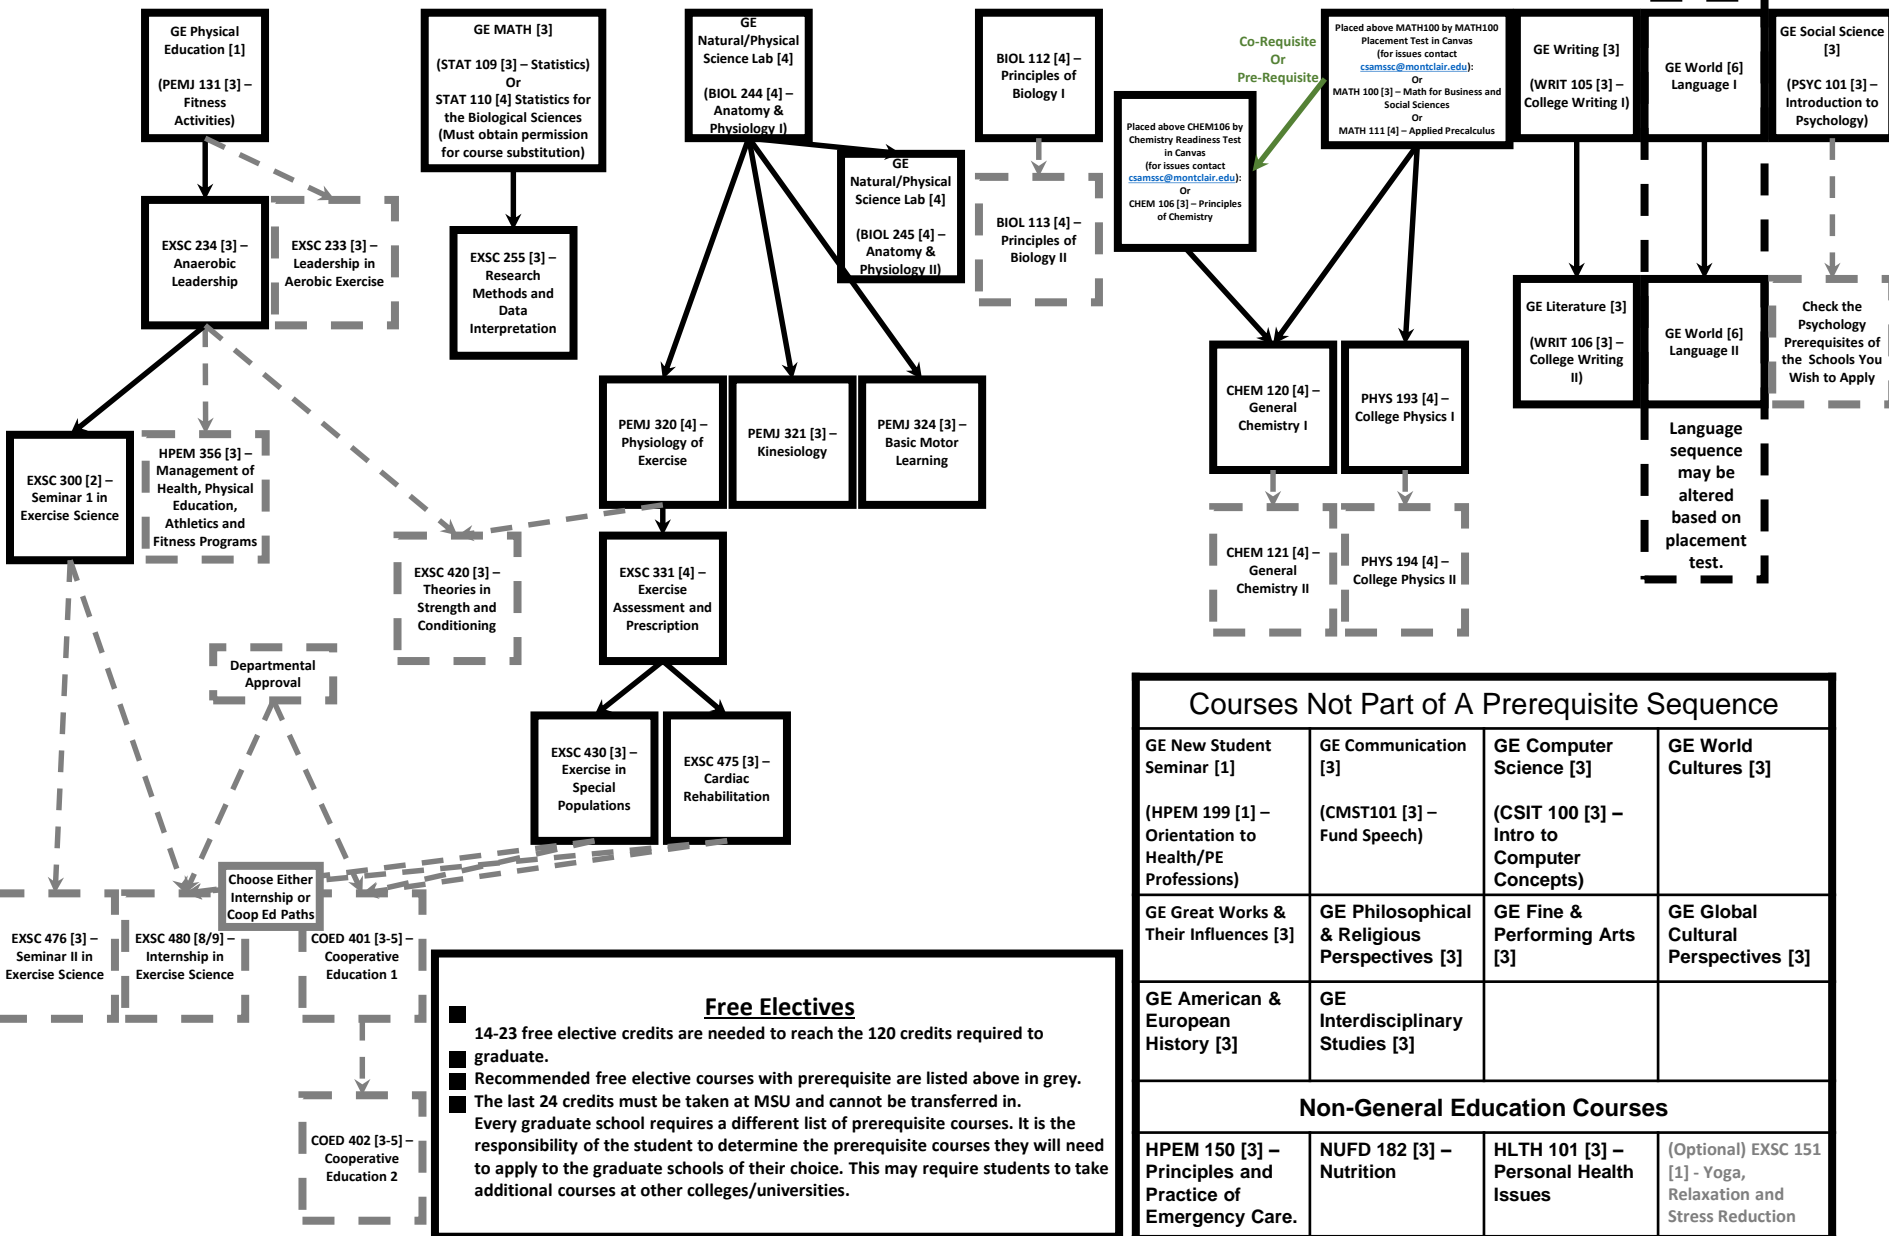 GE Physical
Education [1]
(PEMJ 131 [3] –
Fitness
Activities)
GE MATH [3]
(STAT 109 [3] – Statistics)
Or
STAT 110 [4] Statistics for
the Biological Sciences
(Must obtain permission
for course substitution)
GE
Natural/Physical
Science Lab [4]
(BIOL 244 [4] –
Anatomy &
Physiology I)
GE
Natural/Physical
Science Lab [4]
(BIOL 245 [4] –
Anatomy &
Physiology II)
BIOL 112 [4] –
Principles of
Biology I
Co-Requisite
Or
Pre-Requisite
Placed above CHEM106 by
Chemistry Readiness Test
in Canvas
(for issues contact
csamssc@montclair.edu):
Or
CHEM 106 [3] – Principles
of Chemistry
Placed above MATH100 by MATH100
Placement Test in Canvas
(for issues contact
csamssc@montclair.edu):
Or
MATH 100 [3] – Math for Business and
Social Sciences
Or
MATH 111 [4] – Applied Precalculus
GE Writing [3]
(WRIT 105 [3] –
College Writing I)
GE World [6]
Language I
GE Social Science
[3]
(PSYC 101 [3] –
Introduction to
Psychology)
EXSC 234 [3] –
Anaerobic
Leadership
EXSC 233 [3] –
Leadership in
Aerobic Exercise
EXSC 255 [3] –
Research
Methods and
Data
Interpretation
BIOL 113 [4] –
Principles of
Biology II
GE Literature [3]
(WRIT 106 [3] –
College Writing
II)
GE World [6]
Language II
Check the
Psychology
Prerequisites of
the Schools You
Wish to Apply
Language
sequence
may be
altered
based on
placement
test.
EXSC 300 [2] –
Seminar 1 in
Exercise Science
HPEM 356 [3] –
Management of
Health, Physical
Education,
Athletics and
Fitness Programs
PEMJ 320 [4] –
Physiology of
Exercise
PEMJ 321 [3] –
Kinesiology
PEMJ 324 [3] –
Basic Motor
Learning
CHEM 120 [4] –
General
Chemistry I
PHYS 193 [4] –
College Physics I
EXSC 420 [3] –
Theories in
Strength and
Conditioning
EXSC 331 [4] –
Exercise
Assessment and
Prescription
CHEM 121 [4] –
General
Chemistry II
PHYS 194 [4] –
College Physics II
Departmental
Approval
EXSC 430 [3] –
Exercise in
Special
Populations
EXSC 475 [3] –
Cardiac
Rehabilitation
Choose Either
Internship or
Coop Ed Paths
EXSC 476 [3] –
Seminar II in
Exercise Science
EXSC 480 [8/9] –
Internship in
Exercise Science
COED 401 [3-5] –
Cooperative
Education 1
COED 402 [3-5] –
Cooperative
Education 2
Free Electives
14-23 free elective credits are needed to reach the 120 credits required to
graduate.
Recommended free elective courses with prerequisite are listed above in grey.
The last 24 credits must be taken at MSU and cannot be transferred in.
Every graduate school requires a different list of prerequisite courses. It is the
responsibility of the student to determine the prerequisite courses they will need
to apply to the graduate schools of their choice. This may require students to take
additional courses at other colleges/universities.
Courses Not Part of A Prerequisite Sequence
GE New Student
Seminar [1]
(HPEM 199 [1] –
Orientation to
Health/PE
Professions)
GE Communication
[3]
(CMST101 [3] –
Fund Speech)
GE Computer
Science [3]
(CSIT 100 [3] –
Intro to
Computer
Concepts)
GE World
Cultures [3]
GE Great Works &
Their Influences [3]
GE Philosophical
& Religious
Perspectives [3]
GE Fine &
Performing Arts
[3]
GE Global
Cultural
Perspectives [3]
GE American &
European
History [3]
GE
Interdisciplinary
Studies [3]
Non-General Education Courses
HPEM 150 [3] –
Principles and
Practice of
Emergency Care.
NUFD 182 [3] –
Nutrition
HLTH 101 [3] –
Personal Health
Issues
(Optional) EXSC 151
[1] - Yoga,
Relaxation and
Stress Reduction